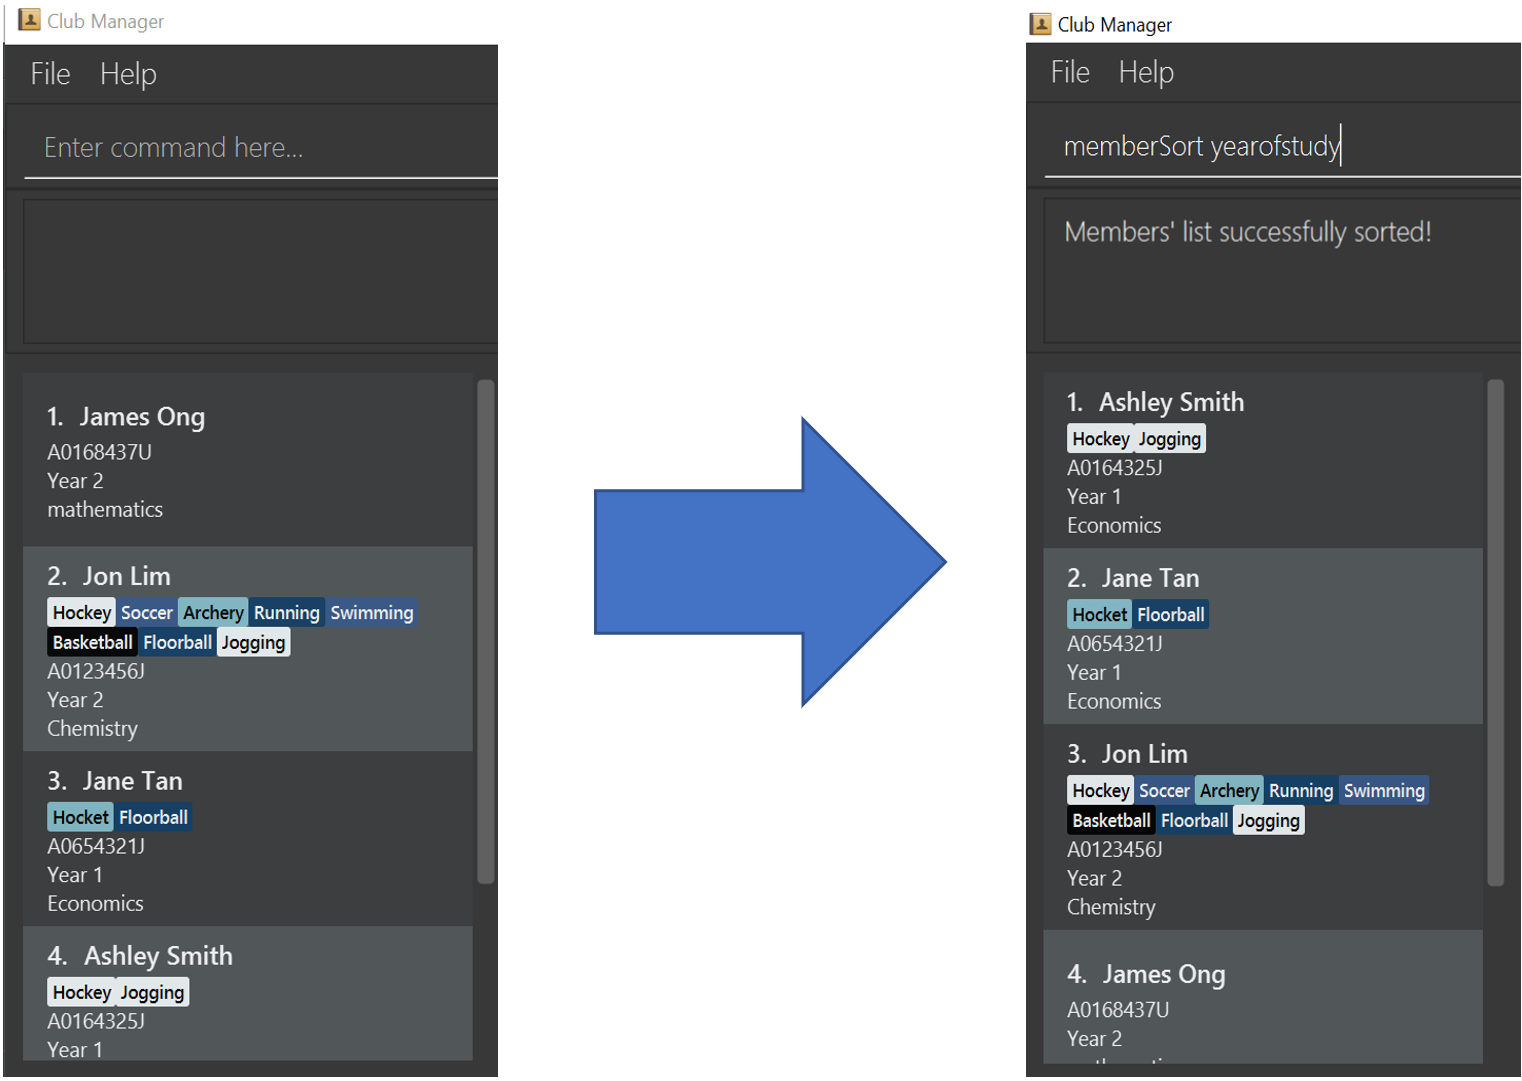 Club Manager
File Help
Enter command here...
1. James Ong
A0168437U
Year 2
mathematics
2. Jon Lim
Hockey Soccer Archery Running Swimming
Basketball Floorball Jogging
A0123456J
Year 2
Chemistry
3. Jane Tan
Hocket Floorball
A0654321J
Year 1
Economics
4. Ashley Smith
Hockey Jogging
A0164325J
Year 1
Club Manager
File Help
memberSort yearofstudy
Members' list successfully sorted!
1. Ashley Smith
Hockey Jogging
A0164325J
Year 1
Economics
2. Jane Tan
Hocket Floorball
A0654321J
Year 1
Economics
3. Jon Lim
Hockey Soccer Archery Running Swimming
Basketball Floorball Jogging
A0123456J
Year 2
Chemistry
4. James Ong
A0168437U
Year 2